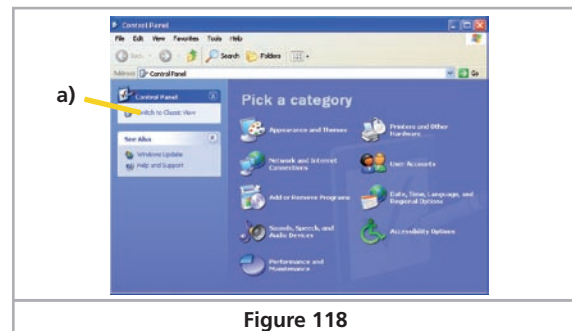 Control Panel
File Edit View Favorites Tools Help
Back Search Folders
Address Control Panel Go
a)
Control Panel
Switch to Classic View
See Also
Windows Update
Help and Support
Pick a category
Appearance and Themes
Printers and Other Hardware
Network and Internet Connections
User Accounts
Add or Remove Programs
Date, Time, Language, and Regional Options
Sounds, Speech, and Audio Devices
Accessibility Options
Performance and Maintenance
Figure 118